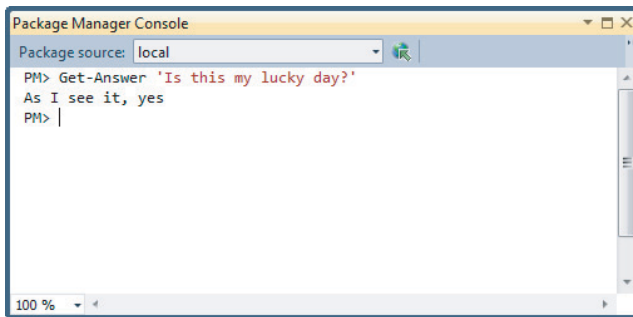 Package Manager Console
Package source: local
PM> Get-Answer 'Is this my lucky day?'
As I see it, yes
PM>
100 %